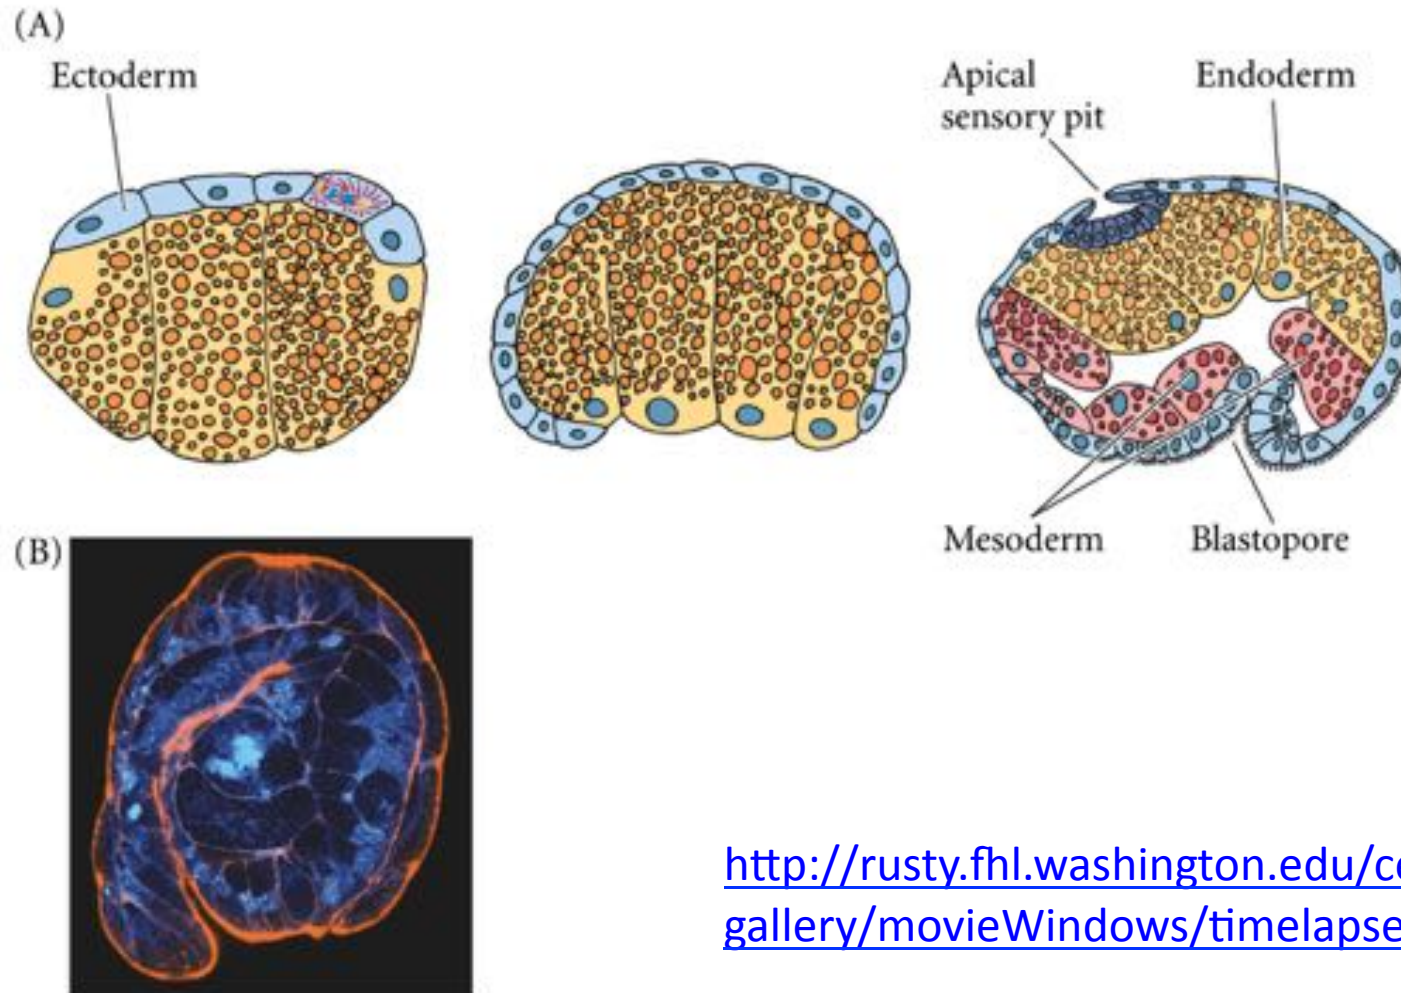 (A)
Ectoderm
Apical
sensory pit
Endoderm
Mesoderm
Blastopore
(B)
http://rusty.fhl.washington.edu/c
gallery/movieWindows/timelapse